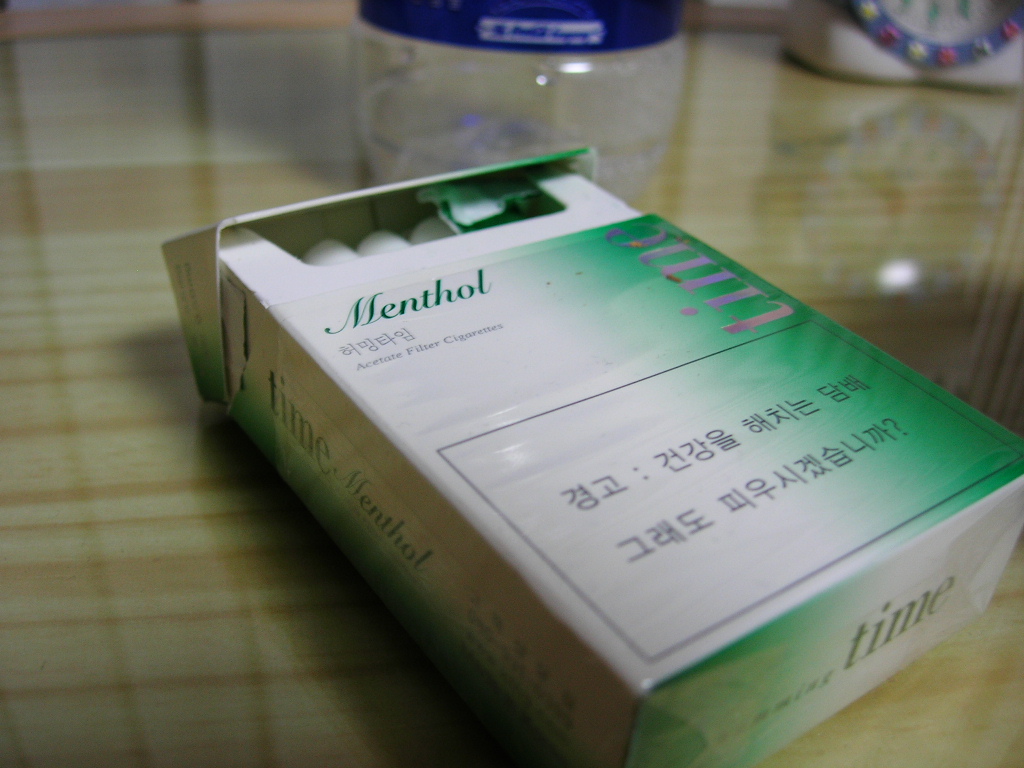 time
Menthol
허밍타임
Acetate Filter Cigarettes
경고 : 건강을 해치는 담배
그래도 피우시겠습니까?
time
Menthol
time